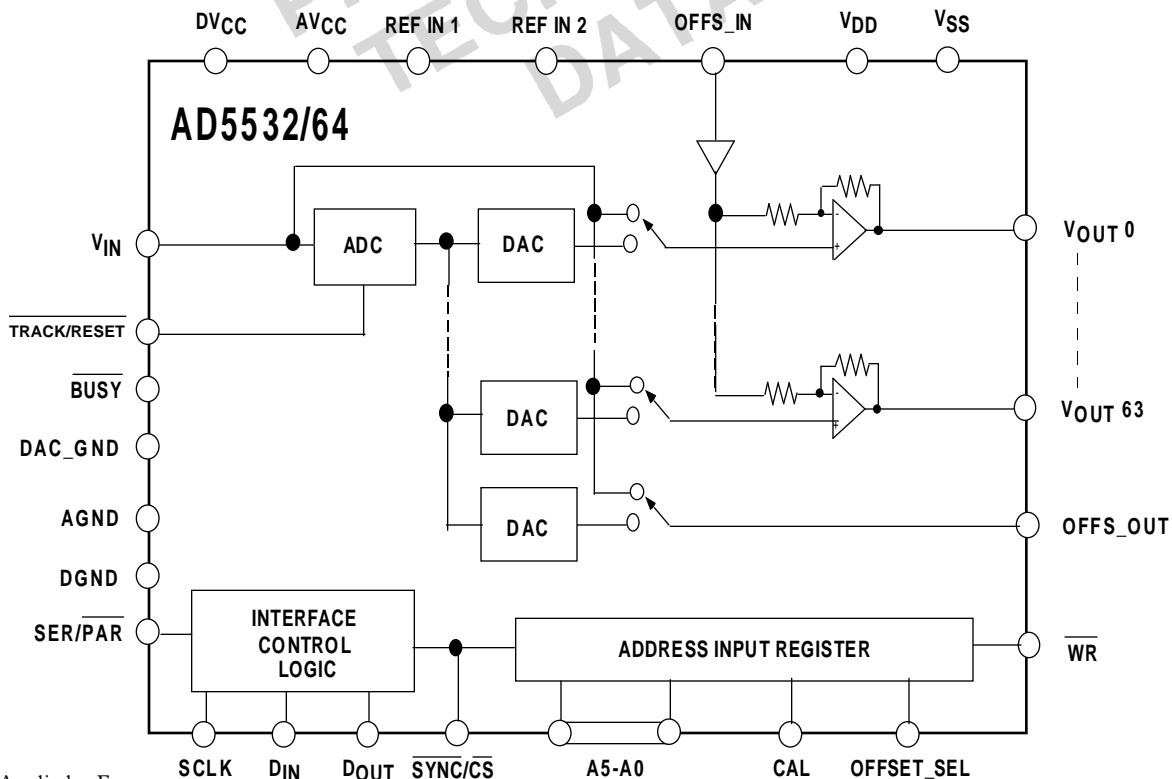 TECH
DATA
DVCC AVCC REF IN 1 REF IN 2 OFFS_IN VDD VSS
AD5532/64
VIN
ADC
DAC
-
+
VOUT 0
TRACK/RESET
BUSY
DAC
-
+
VOUT 63
DAC_GND
AGND
DAC
OFFS_OUT
DGND
SER/PAR
INTERFACE
CONTROL
LOGIC
ADDRESS INPUT REGISTER
WR
SCLK DIN DOUT SYNC/CS A5-A0 CAL OFFSET_SEL